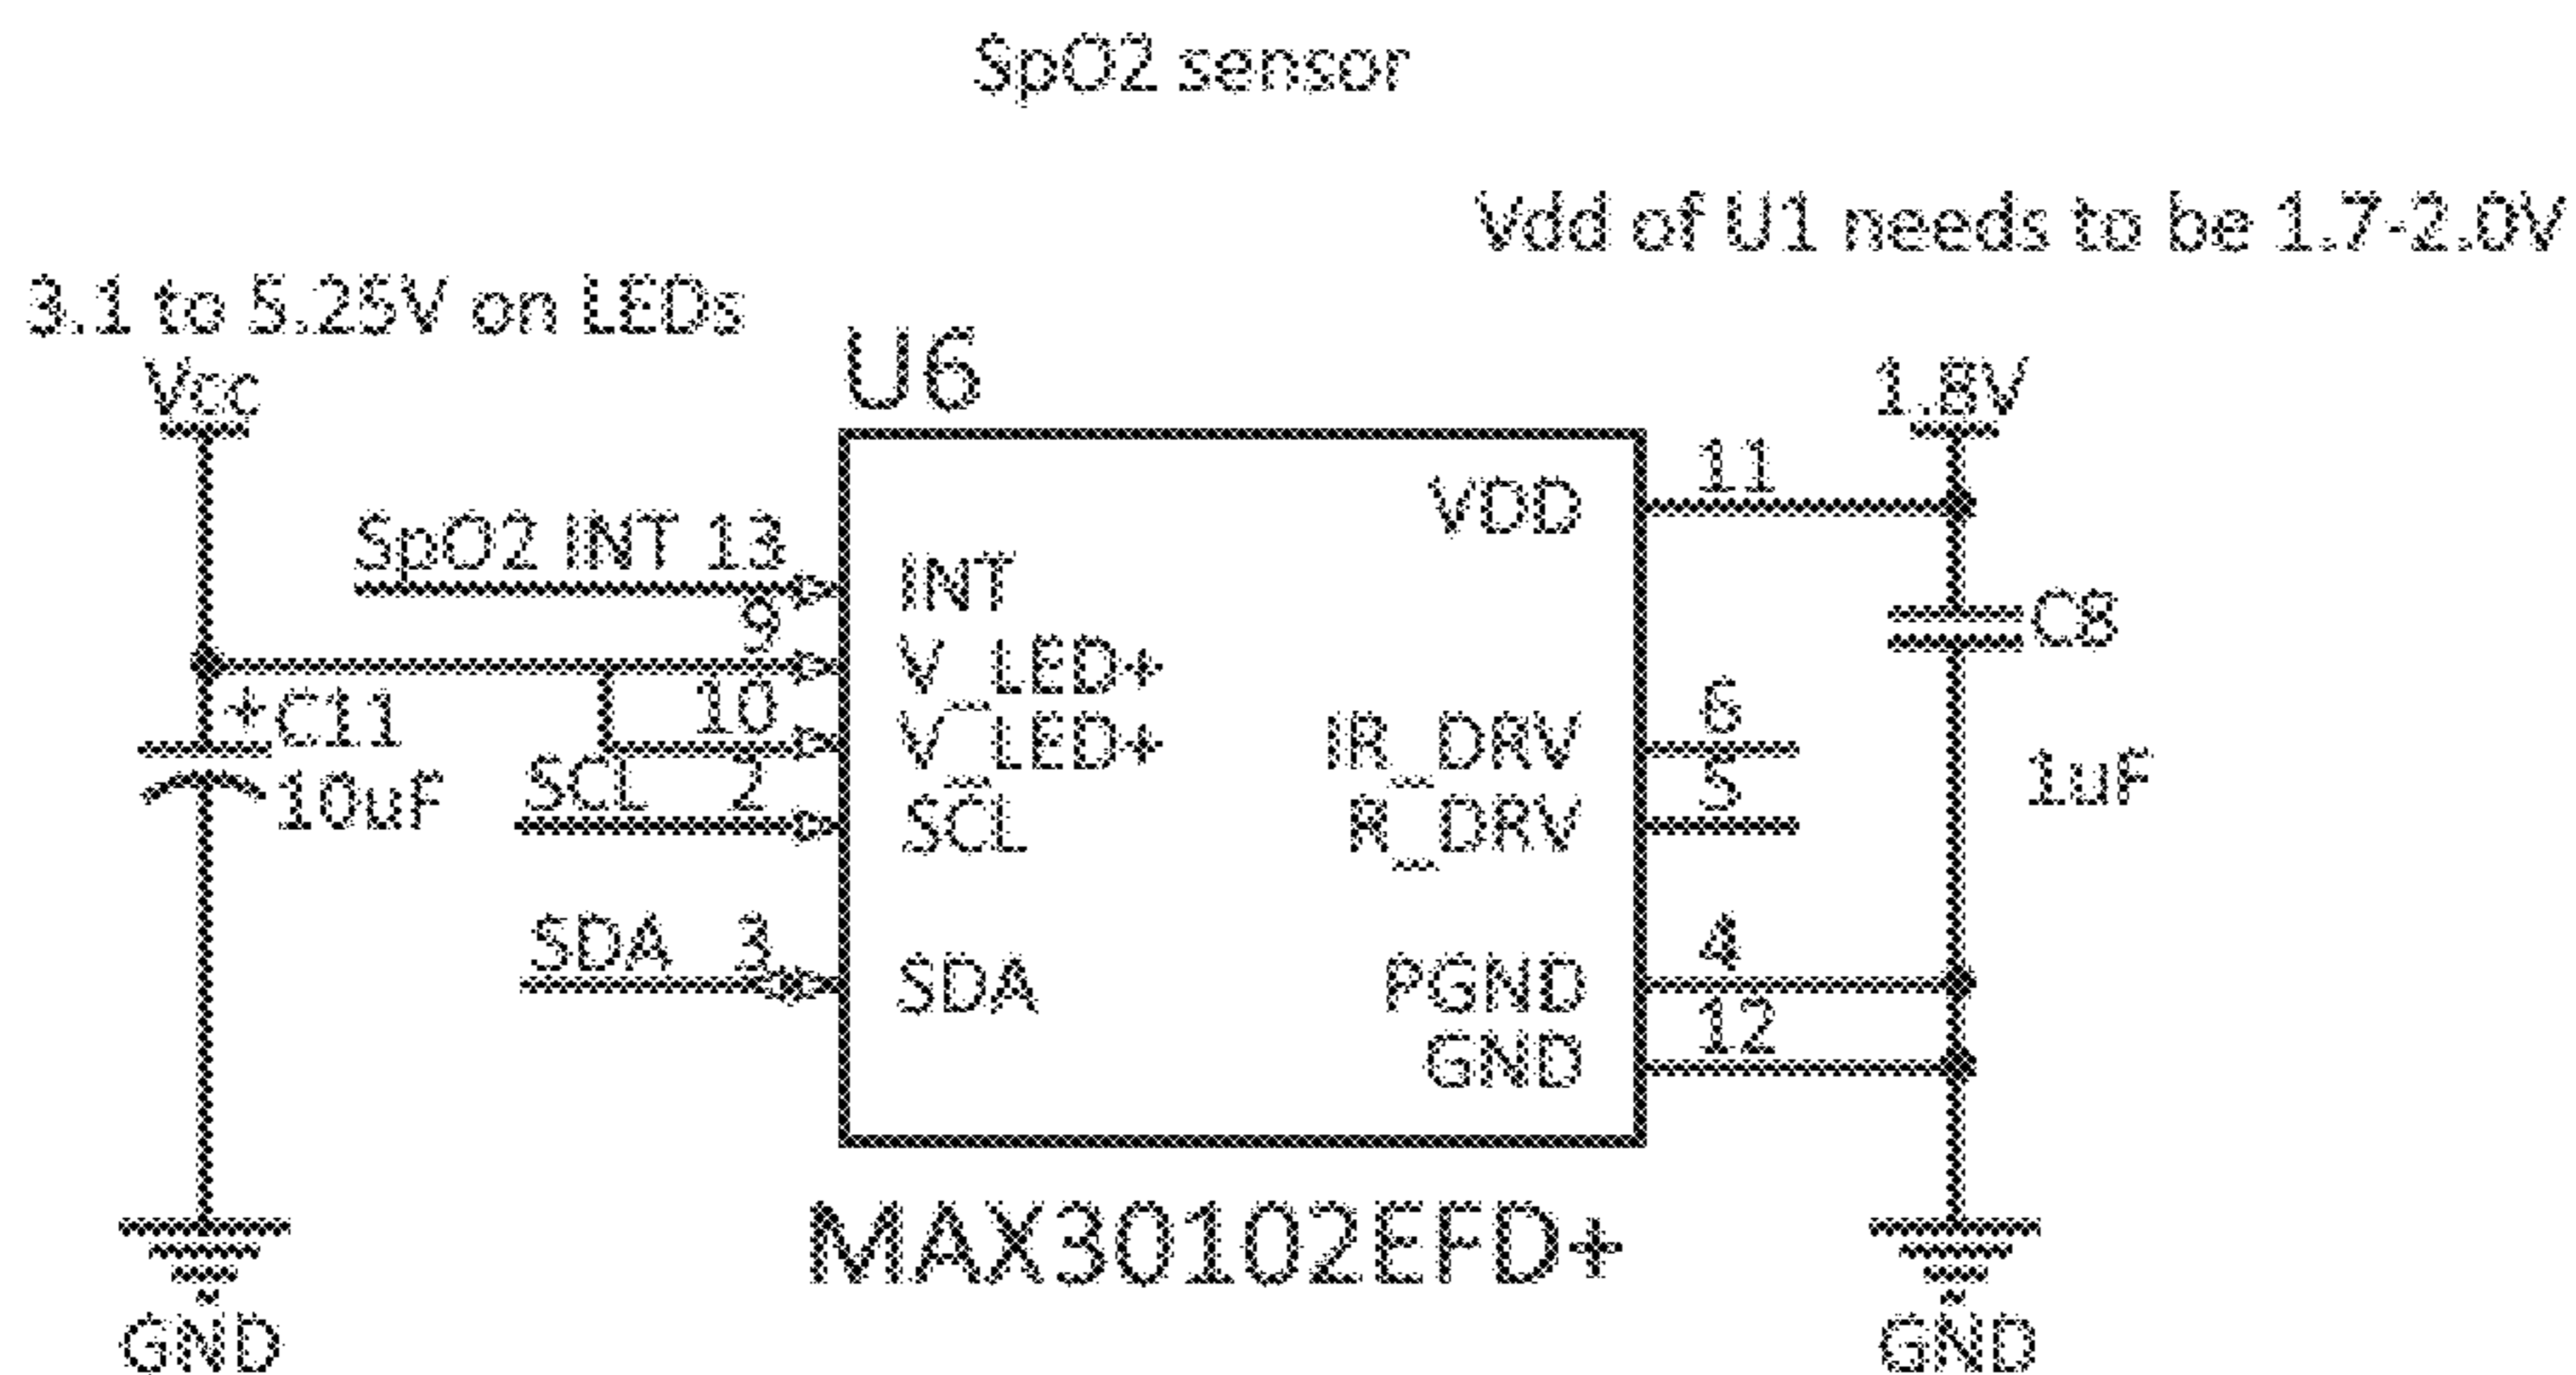 SpO2 sensor
Vdd of U1 needs to be 1.7-2.0V
3.1 to 5.25V on LEDs
Vcc
U6
1.8V
11
VDD
SpO2 INT 13
INT
9
V_LED+
10
V_LED+
SCL 2
SCL
SDA 3
SDA
+C11
10uF
C8
1uF
6
IR_DRV
5
R_DRV
4
PGND
12
GND
MAX30102EFD+
GND
GND